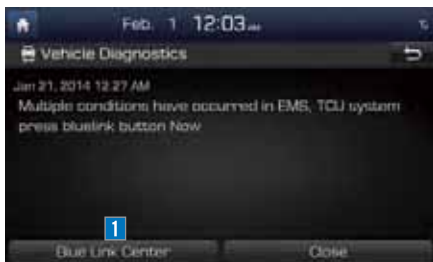 Feb. 1 12:03
Vehicle Diagnostics
Jan 21, 2014 12:27 AM
Multiple conditions have occurred in EMS, TCU system
press bluelink button Now
1
Blue Link Center Close